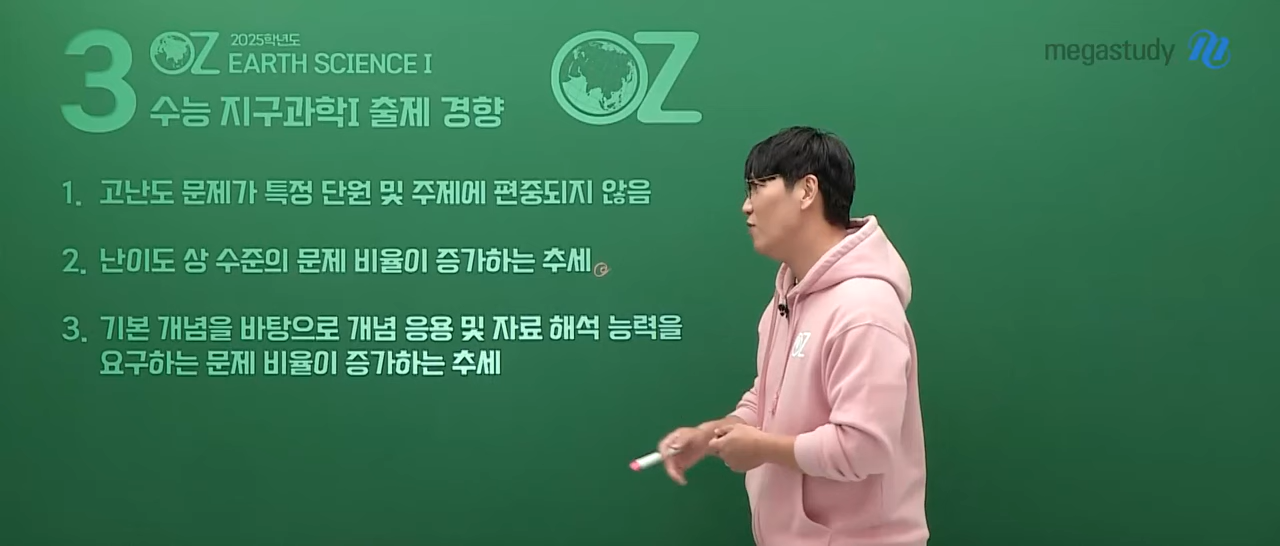 3
OZ 2025학년도
EARTH SCIENCE I
수능 지구과학I 출제 경향
OZ
megastudy
1. 고난도 문제가 특정 단원 및 주제에 편중되지 않음
2. 난이도 상 수준의 문제 비율이 증가하는 추세
3. 기본 개념을 바탕으로 개념 응용 및 자료 해석 능력을
요구하는 문제 비율이 증가하는 추세
OZ